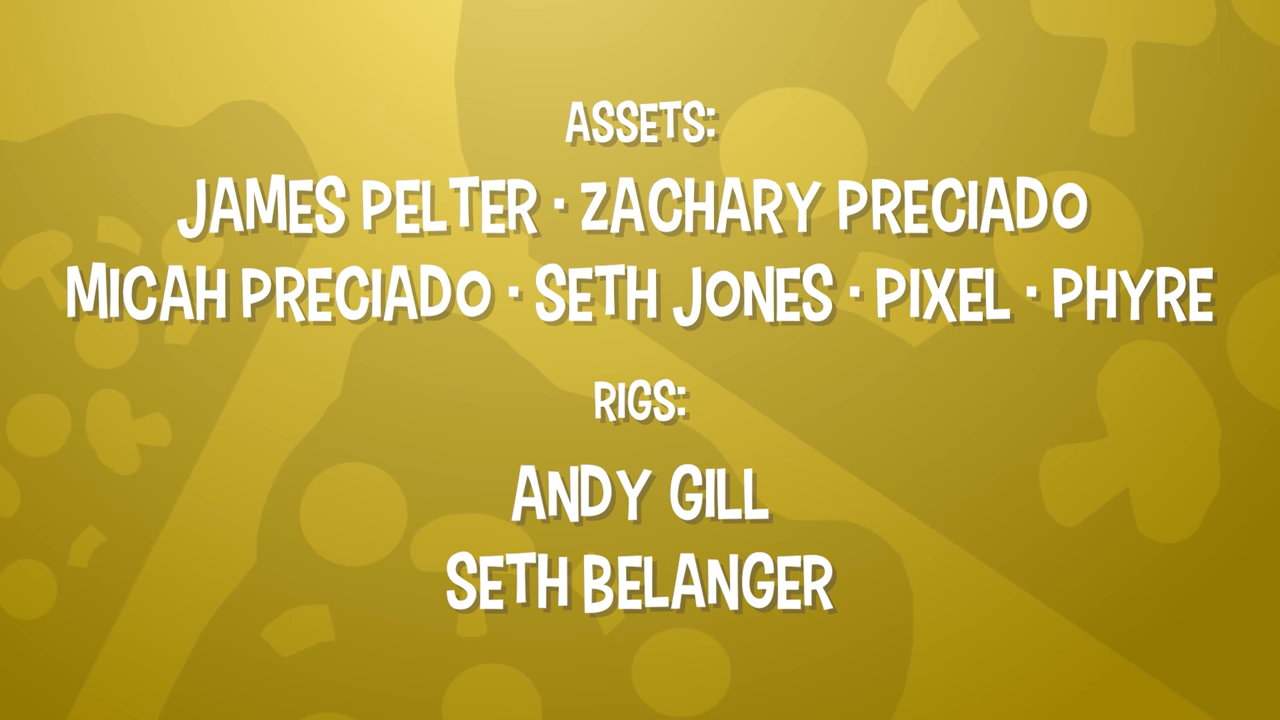 ASSETS:
JAMES PELTER · ZACHARY PRECIADO
MICAH PRECIADO · SETH JONES · PIXEL · PHYRE
RIGS:
ANDY GILL
SETH BELANGER